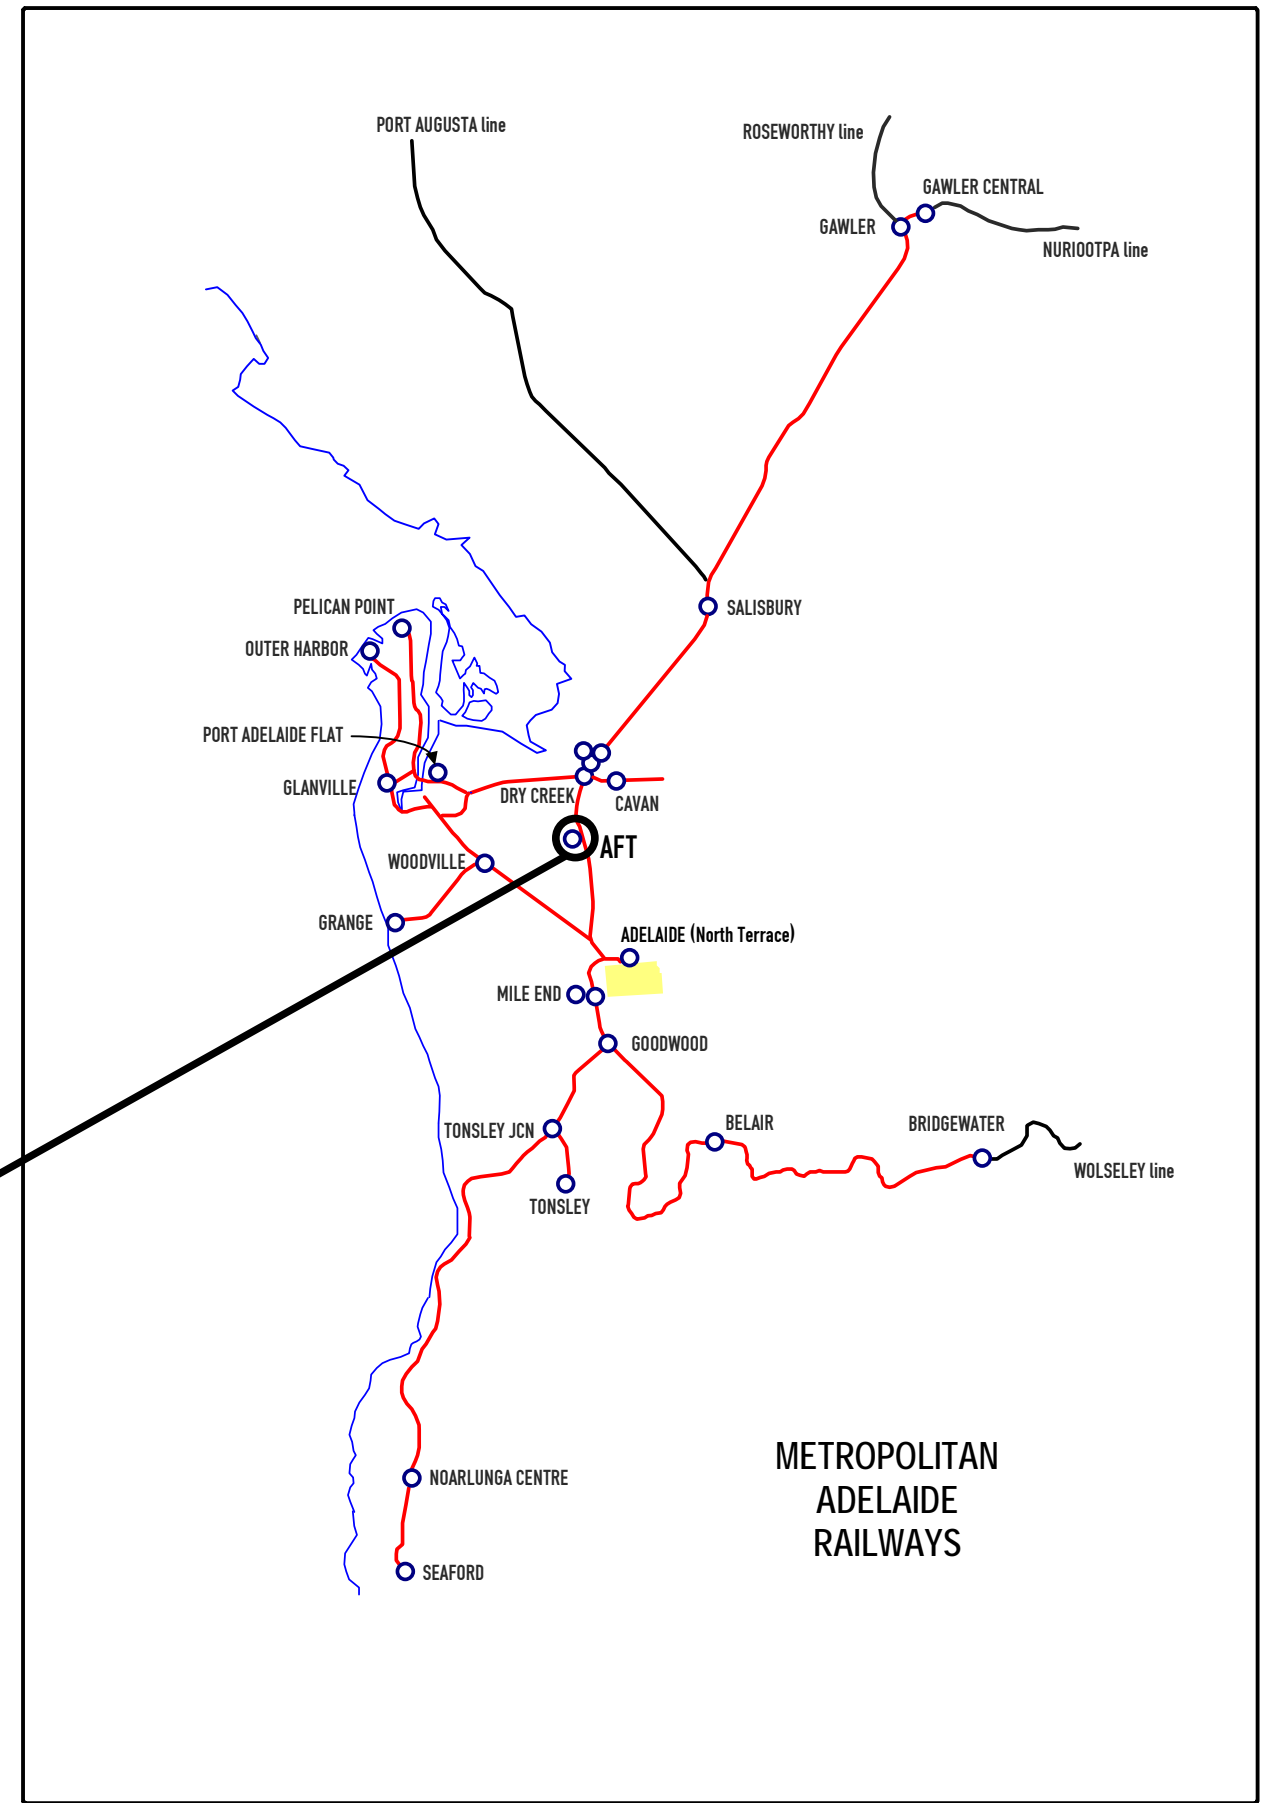 PORT AUGUSTA line
ROSEWORTHY line
GAWLER CENTRAL
GAWLER
NURIOOTPA line
PELICAN POINT
SALISBURY
OUTER HARBOR
PORT ADELAIDE FLAT
GLANVILLE
DRY CREEK
CAVAN
AFT
WOODVILLE
GRANGE
ADELAIDE (North Terrace)
MILE END
GOODWOOD
TONSLEY JCN
BELAIR
BRIDGEWATER
WOLSELEY line
TONSLEY
METROPOLITAN
ADELAIDE
RAILWAYS
NOARLUNGA CENTRE
SEAFORD